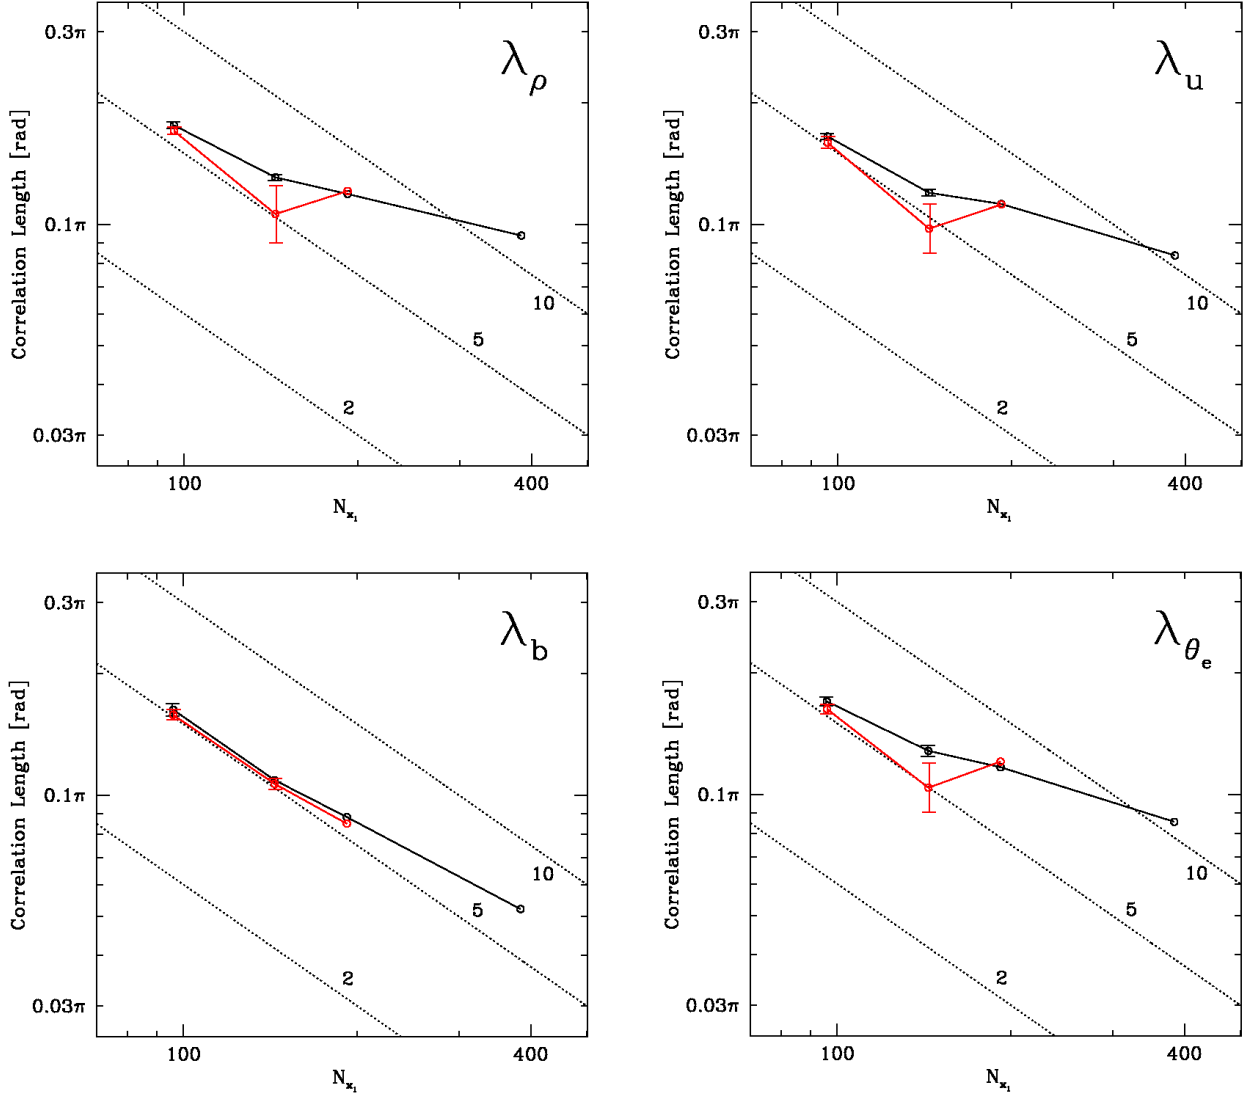 0.3π
λρ
0.1π
10
5
2
0.03π
100
400
Correlation Length [rad]
Nx1
0.3π
λu
0.1π
10
5
2
0.03π
100
400
Correlation Length [rad]
Nx1
0.3π
λb
0.1π
10
5
2
0.03π
100
400
Correlation Length [rad]
Nx1
0.3π
λθe
0.1π
10
5
2
0.03π
100
400
Correlation Length [rad]
Nx1